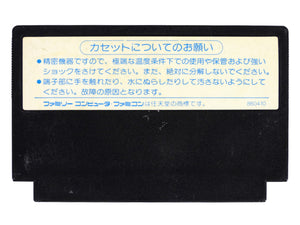 カセットについてのお願い
●精密機器ですので、極端な温度条件下での使用や保管および強い
ショックをさけてください。また、絶対に分解しないでください。
●端子部に手を触れたり、水にぬらしたりして汚さないようにして
ください。故障の原因となります。
ファミリーコンピュータ・ファミコンは任天堂の商標です。 860410